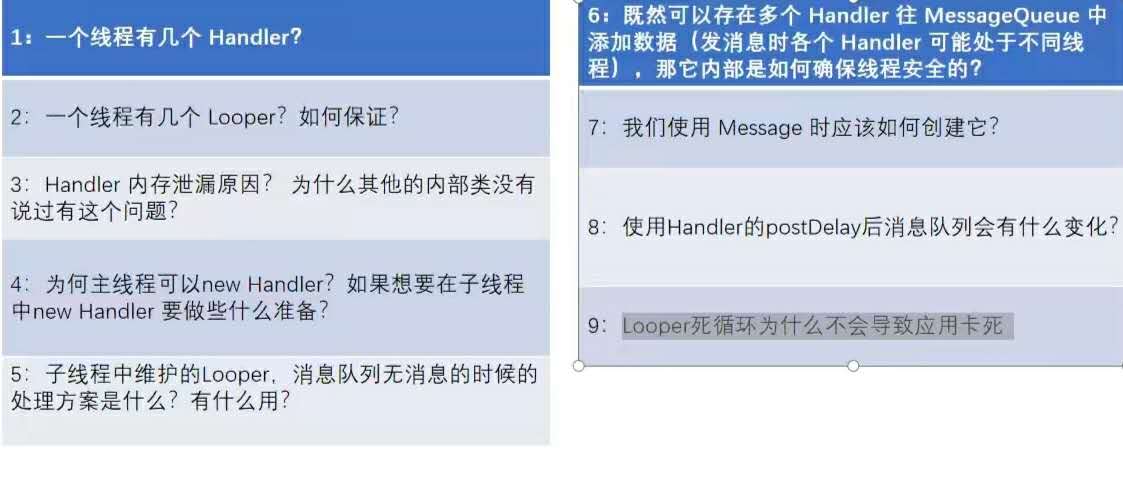 1：一个线程有几个 Handler？
2：一个线程有几个 Looper？如何保证？
3：Handler 内存泄漏原因？ 为什么其他的内部类没有
说过有这个问题？
4：为何主线程可以new Handler？如果想要在子线程
中new Handler 要做些什么准备？
5：子线程中维护的Looper，消息队列无消息的时候的
处理方案是什么？有什么用？
6：既然可以存在多个 Handler 往 MessageQueue 中
添加数据（发消息时各个 Handler 可能处于不同线
程），那它内部是如何确保线程安全的？
7：我们使用 Message 时应该如何创建它？
8：使用Handler的postDelay后消息队列会有什么变化？
9：Looper死循环为什么不会导致应用卡死